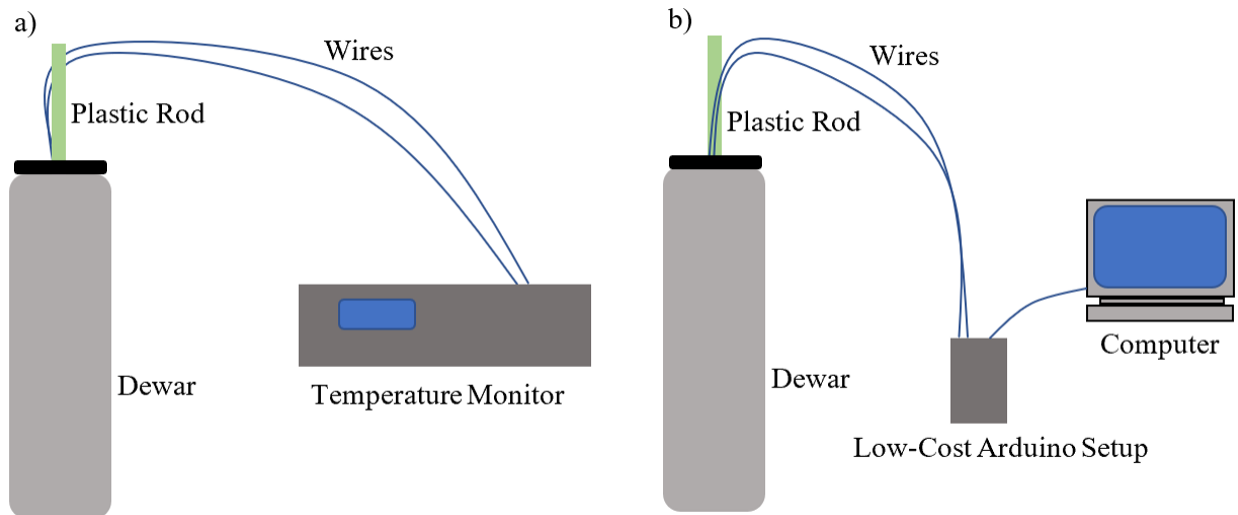 a)
Wires
Plastic Rod
Dewar
Temperature Monitor
b)
Wires
Plastic Rod
Computer
Dewar
Low-Cost Arduino Setup